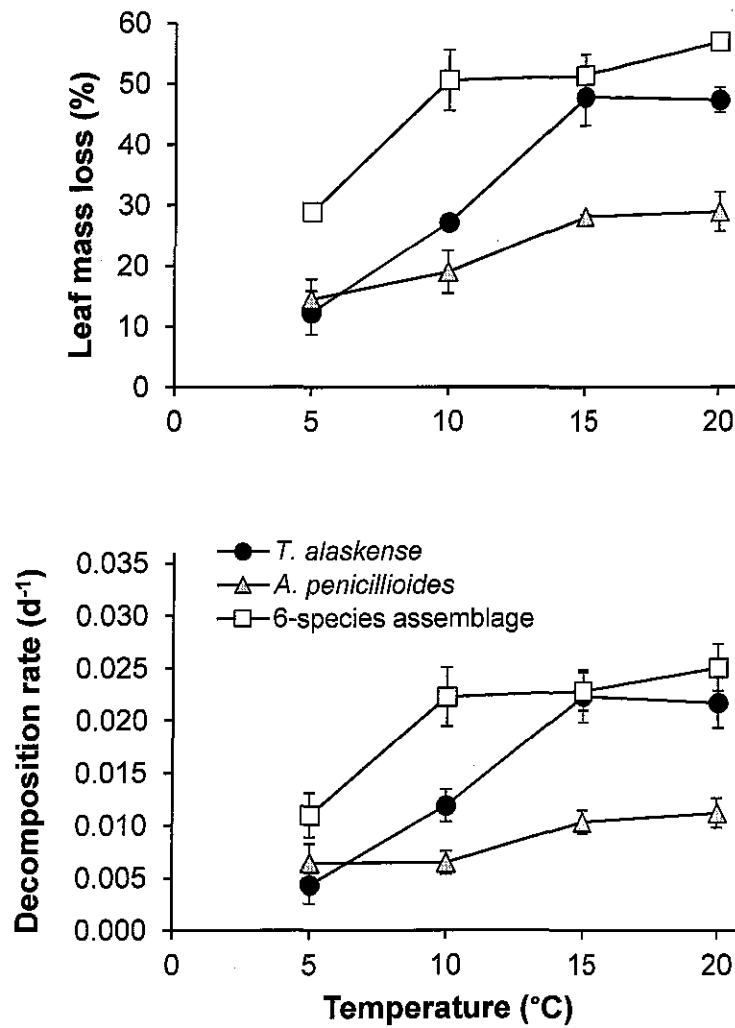 Leaf mass loss (%)
60
50
40
30
20
10
0
0 5 10 15 20
Decomposition rate (d⁻¹)
0.035
0.030
0.025
0.020
0.015
0.010
0.005
0.000
T. alaskense
A. penicillioides
6-species assemblage
0 5 10 15 20
Temperature (°C)